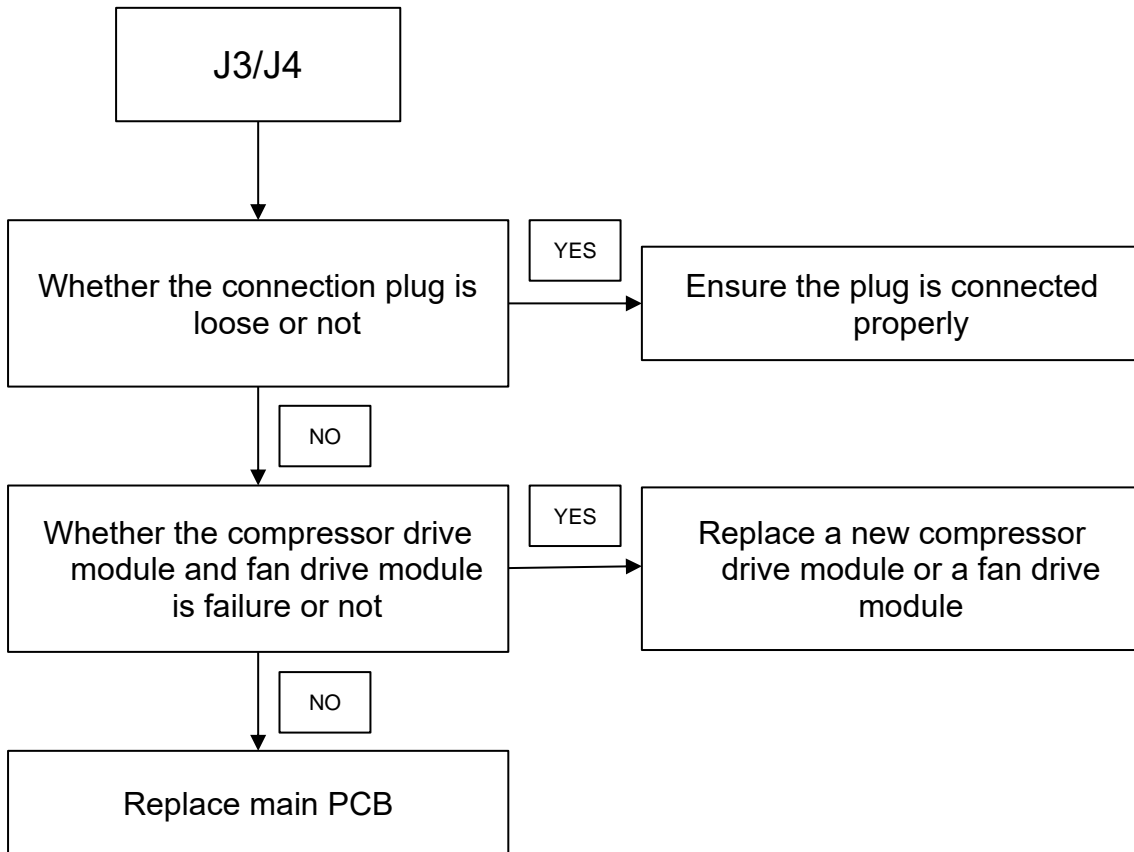 J3/J4
Whether the connection plug is
loose or not
YES
Ensure the plug is connected
properly
NO
Whether the compressor drive
module and fan drive module
is failure or not
YES
Replace a new compressor
drive module or a fan drive
module
NO
Replace main PCB